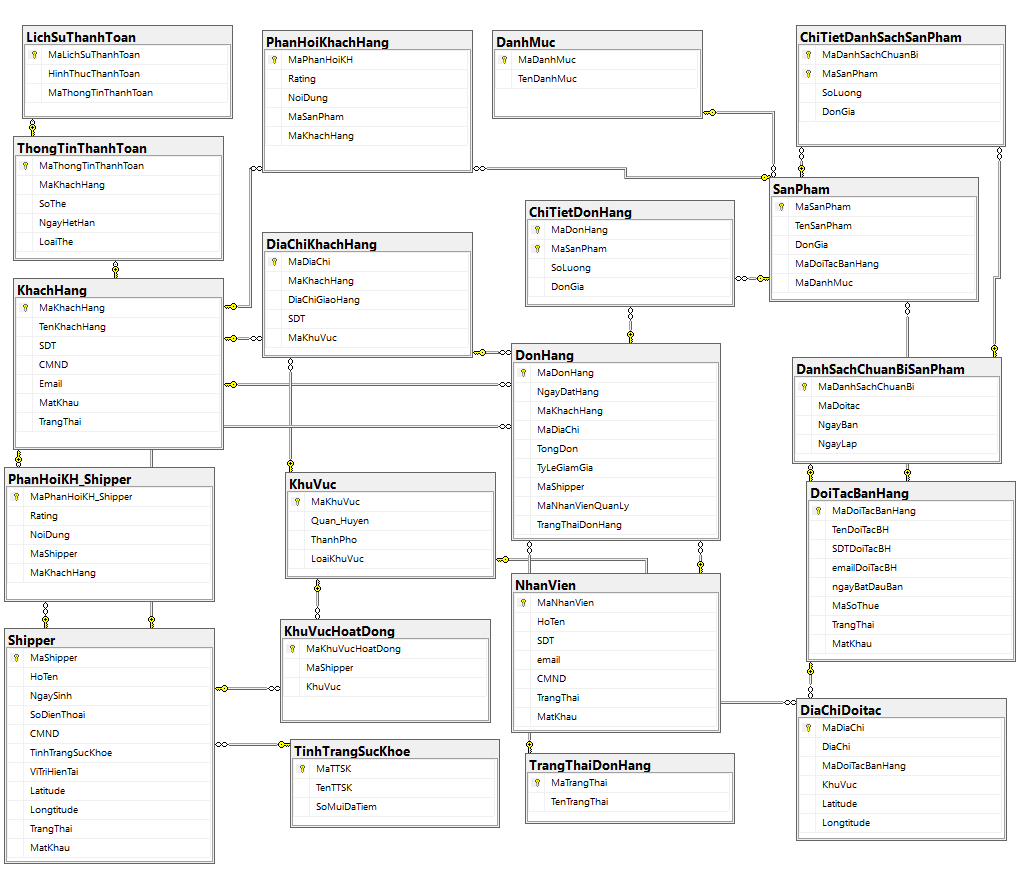 LichSuThanhToan
MaLichSuThanhToan
HinhThucThanhToan
MaThongTinThanhToan
PhanHoiKhachHang
MaPhanHoiKH
Rating
NoiDung
MaSanPham
MaKhachHang
DanhMuc
MaDanhMuc
TenDanhMuc
ChiTietDanhSachSanPham
MaDanhSachChuanBi
MaSanPham
SoLuong
DonGia
ThongTinThanhToan
MaThongTinThanhToan
MaKhachHang
SoThe
NgayHetHan
LoaiThe
SanPham
MaSanPham
TenSanPham
DonGia
MaDoiTacBanHang
MaDanhMuc
ChiTietDonHang
MaDonHang
MaSanPham
SoLuong
DonGia
DiaChiKhachHang
MaDiaChi
MaKhachHang
DiaChiGiaoHang
SDT
MaKhuVuc
KhachHang
MaKhachHang
TenKhachHang
SDT
CMND
Email
MatKhau
TrangThai
DonHang
MaDonHang
NgayDatHang
MaKhachHang
MaDiaChi
TongDon
TyLeGiamGia
MaShipper
MaNhanVienQuanLy
TrangThaiDonHang
DanhSachChuanBiSanPham
MaDanhSachChuanBi
MaDoitac
NgayBan
NgayLap
PhanHoiKH_Shipper
MaPhanHoiKH_Shipper
Rating
NoiDung
MaShipper
MaKhachHang
KhuVuc
MaKhuVuc
Quan_Huyen
ThanhPho
LoaiKhuVuc
DoiTacBanHang
MaDoiTacBanHang
TenDoiTacBH
SDTDoiTacBH
emailDoiTacBH
ngayBatDauBan
MaSoThue
TrangThai
MatKhau
NhanVien
MaNhanVien
HoTen
SDT
email
CMND
TrangThai
MatKhau
KhuVucHoatDong
MaKhuVucHoatDong
MaShipper
KhuVuc
Shipper
MaShipper
HoTen
NgaySinh
SoDienThoai
CMND
TinhTrangSucKhoe
ViTriHienTai
Latitude
Longtitude
TrangThai
MatKhau
TinhTrangSucKhoe
MaTTSK
TenTTSK
SoMuiDaTiem
TrangThaiDonHang
MaTrangThai
TenTrangThai
DiaChiDoitac
MaDiaChi
DiaChi
MaDoiTacBanHang
KhuVuc
Latitude
Longtitude